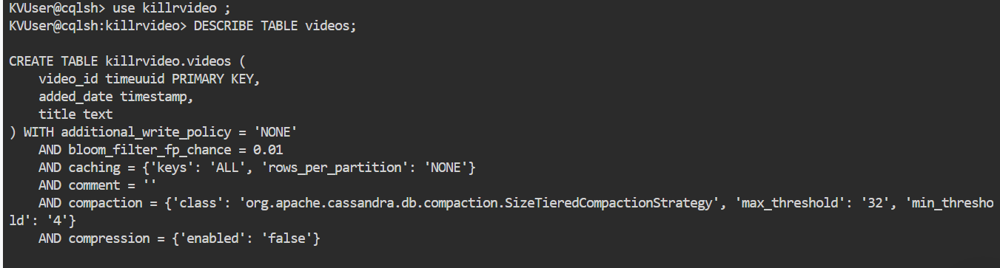 KVUser@cqlsh> use killrvideo ;
KVUser@cqlsh:killrvideo> DESCRIBE TABLE videos;
CREATE TABLE killrvideo.videos (
    video_id timeuuid PRIMARY KEY,
    added_date timestamp,
    title text
) WITH additional_write_policy = 'NONE'
    AND bloom_filter_fp_chance = 0.01
    AND caching = {'keys': 'ALL', 'rows_per_partition': 'NONE'}
    AND comment = ''
    AND compaction = {'class': 'org.apache.cassandra.db.compaction.SizeTieredCompactionStrategy', 'max_threshold': '32', 'min_thresho
ld': '4'}
    AND compression = {'enabled': 'false'}